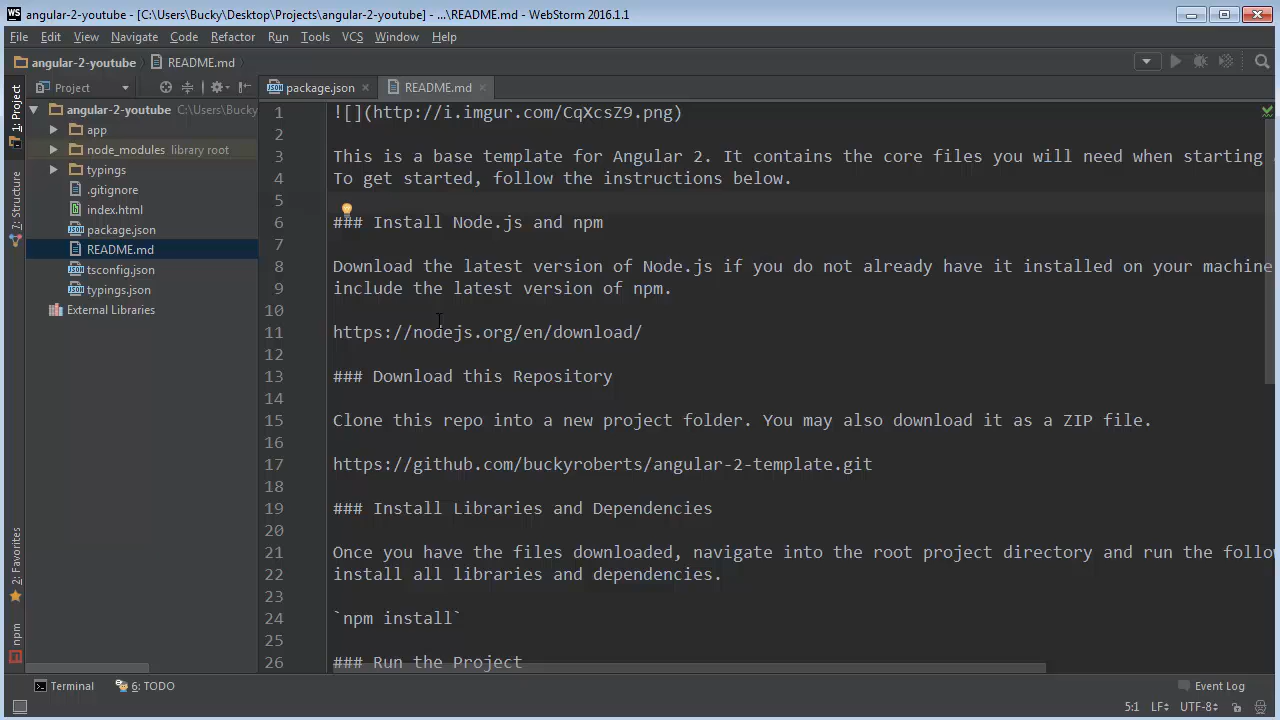 angular-2-youtube - [C:\Users\Bucky\Desktop\Projects\angular-2-youtube] - ...\README.md - WebStorm 2016.1.1
File Edit View Navigate Code Refactor Run Tools VCS Window Help
angular-2-youtube README.md
Project
package.json
README.md
1: Project
7: Structure
2: Favorites
npm
angular-2-youtube C:\Users\Bucky
app
node_modules library root
typings
.gitignore
index.html
package.json
README.md
tsconfig.json
typings.json
External Libraries
1 ![](http://i.imgur.com/CqXcsZ9.png)
2
3 This is a base template for Angular 2. It contains the core files you will need when starting
4 To get started, follow the instructions below.
5
6 ### Install Node.js and npm
7
8 Download the latest version of Node.js if you do not already have it installed on your machine
9 include the latest version of npm.
10
11 https://nodejs.org/en/download/
12
13 ### Download this Repository
14
15 Clone this repo into a new project folder. You may also download it as a ZIP file.
16
17 https://github.com/buckyroberts/angular-2-template.git
18
19 ### Install Libraries and Dependencies
20
21 Once you have the files downloaded, navigate into the root project directory and run the follo
22 install all libraries and dependencies.
23
24 `npm install`
25
26 ### Run the Project
Terminal 6: TODO Event Log
5:1 LF UTF-8